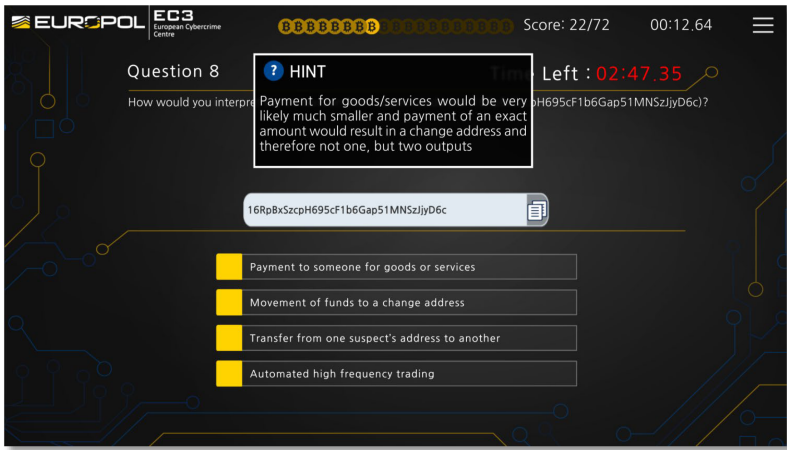 EUROPOL
EC3
European Cybercrime
Centre
Score: 22/72
00:12.64
Question 8
Time Left : 02:47.35
? HINT
Payment for goods/services would be very
likely much smaller and payment of an exact
amount would result in a change address and
therefore not one, but two outputs
How would you interpre
pH695cF1b6Gap51MNSzJjyD6c)?
16RpBxSzcpH695cF1b6Gap51MNSzJjyD6c
Payment to someone for goods or services
Movement of funds to a change address
Transfer from one suspect's address to another
Automated high frequency trading